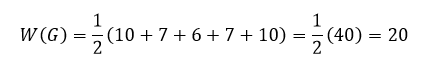 W(G) = 1/2 (10 + 7 + 6 + 7 + 10) = 1/2 (40) = 20